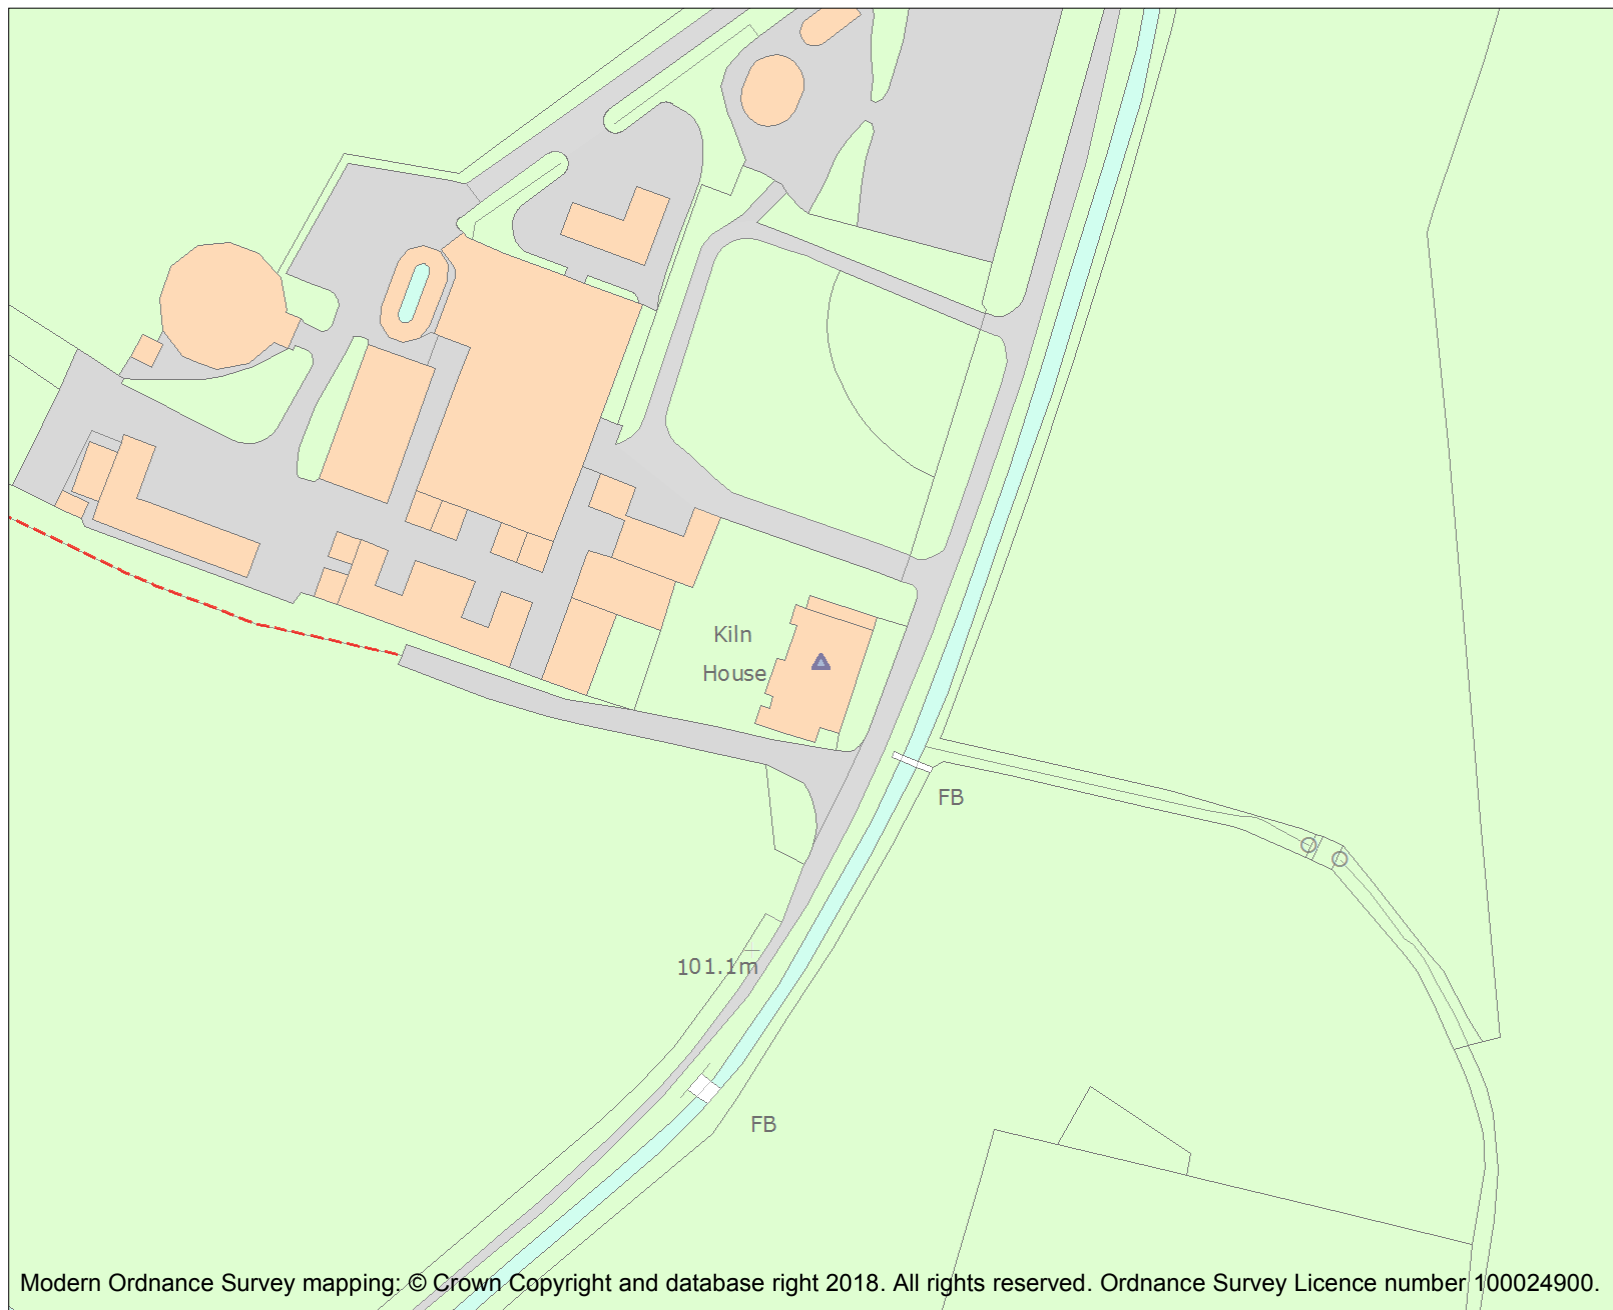 Kiln
House
FB
101.1m
FB
Modern Ordnance Survey mapping: © Crown Copyright and database right 2018. All rights reserved. Ordnance Survey Licence number 100024900.